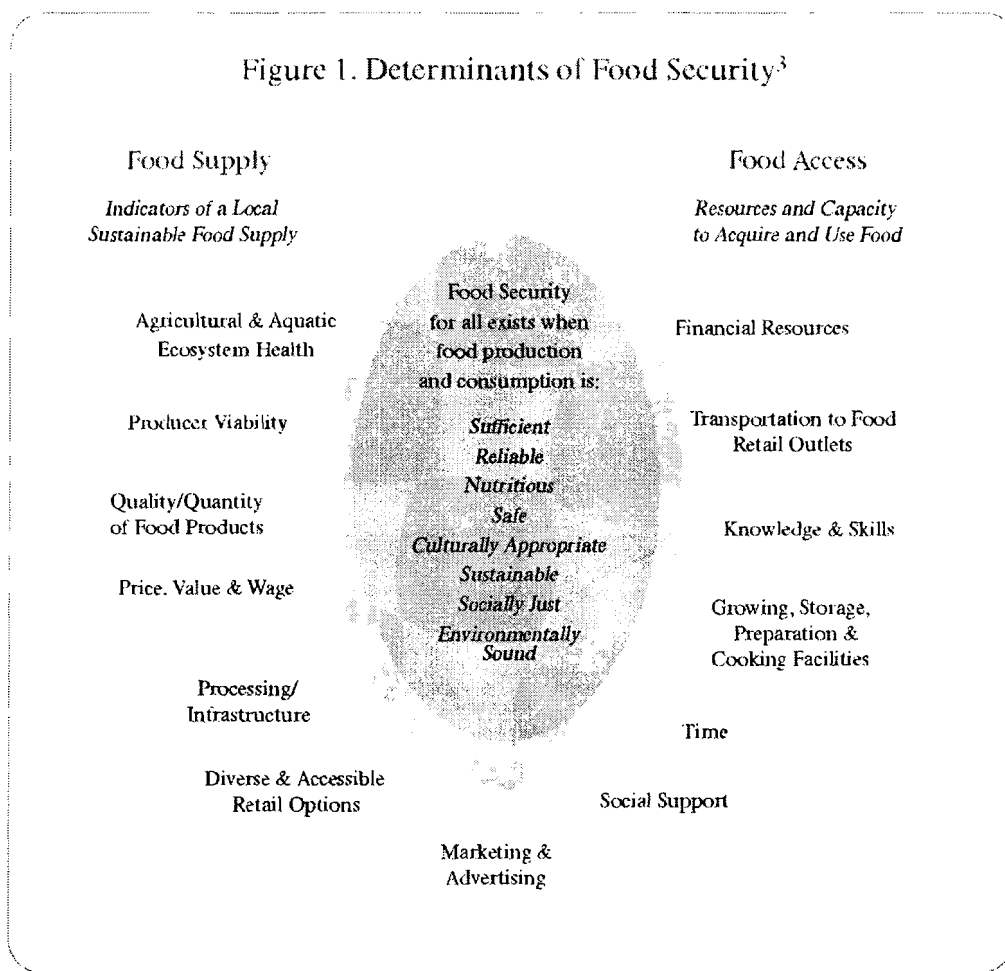 Figure 1. Determinants of Food Security³
Food Supply
Indicators of a Local
Sustainable Food Supply
Agricultural & Aquatic
Ecosystem Health
Producer Viability
Quality/Quantity
of Food Products
Price, Value & Wage
Processing/
Infrastructure
Diverse & Accessible
Retail Options
Marketing &
Advertising
Food Security
for all exists when
food production
and consumption is:
Sufficient
Reliable
Nutritious
Safe
Culturally Appropriate
Sustainable
Socially Just
Environmentally
Sound
Food Access
Resources and Capacity
to Acquire and Use Food
Financial Resources
Transportation to Food
Retail Outlets
Knowledge & Skills
Growing, Storage,
Preparation &
Cooking Facilities
Time
Social Support